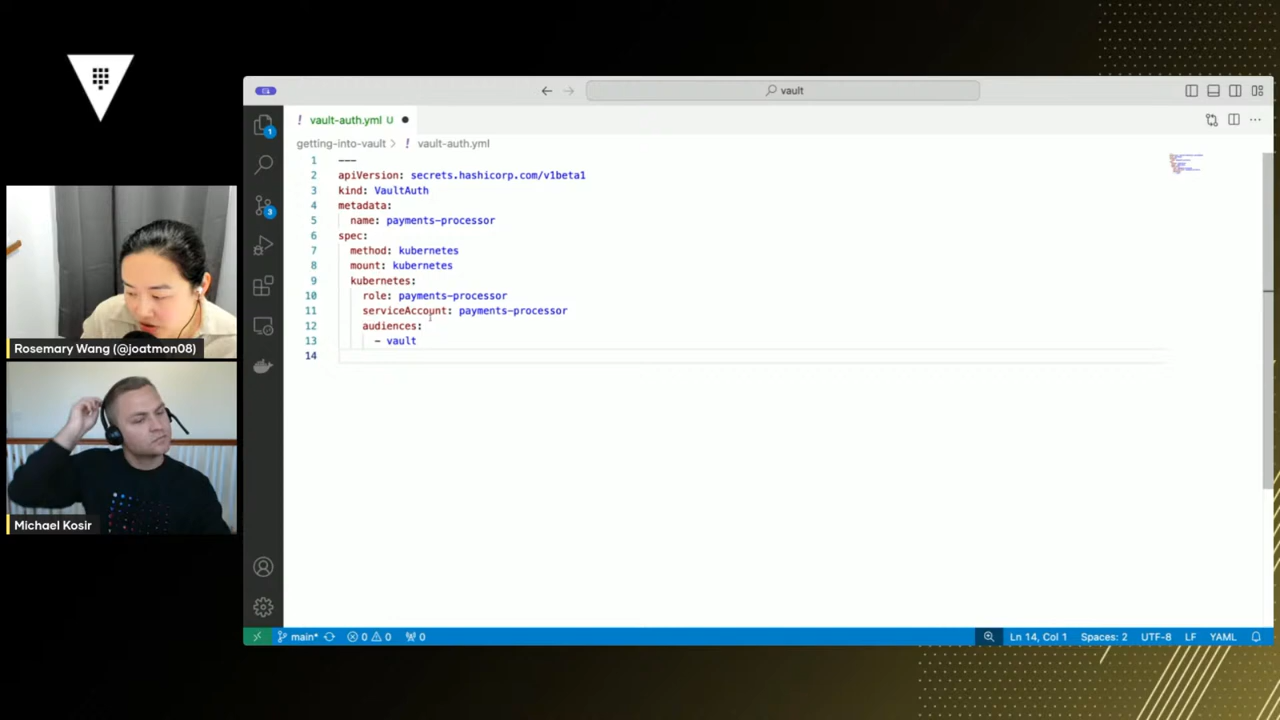 vault
! vault-auth.yml U
getting-into-vault > ! vault-auth.yml
1 ---
2 apiVersion: secrets.hashicorp.com/v1beta1
3 kind: VaultAuth
4 metadata:
5 name: payments-processor
6 spec:
7 method: kubernetes
8 mount: kubernetes
9 kubernetes:
10 role: payments-processor
11 serviceAccount: payments-processor
12 audiences:
13 - vault
14
1
3
Rosemary Wang (@joatmon08)
Michael Kosir
main* 0 0 0 Ln 14, Col 1 Spaces: 2 UTF-8 LF YAML